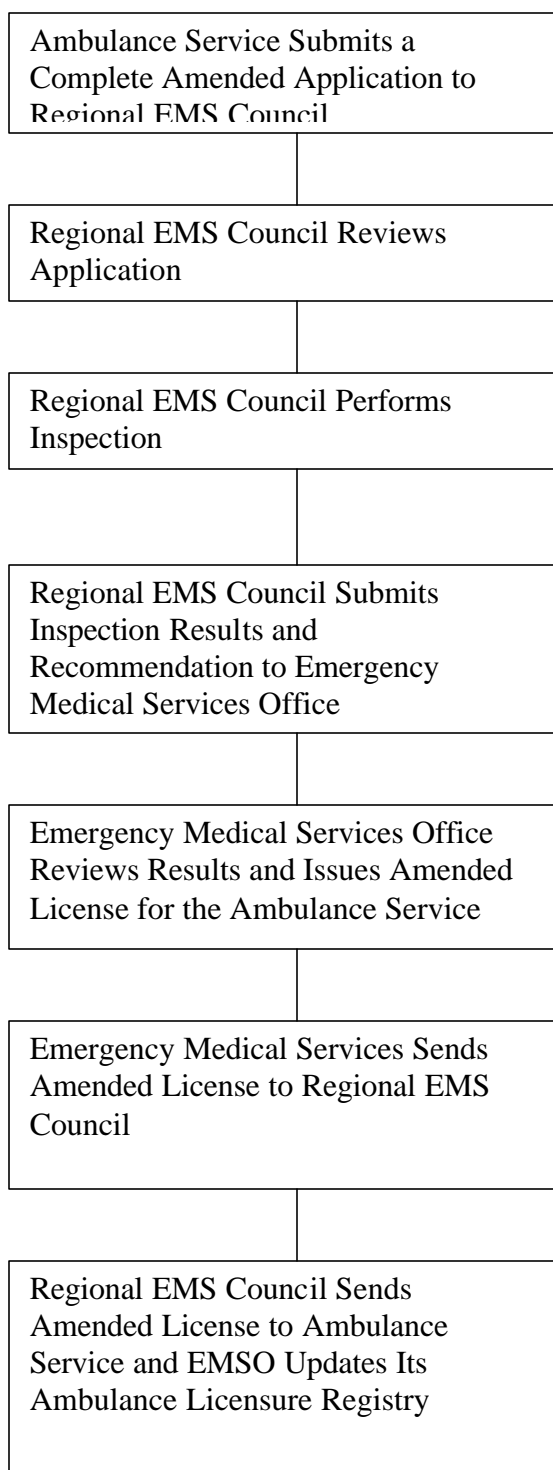 Ambulance Service Submits a
Complete Amended Application to
Regional EMS Council
Regional EMS Council Reviews
Application
Regional EMS Council Performs
Inspection
Regional EMS Council Submits
Inspection Results and
Recommendation to Emergency
Medical Services Office
Emergency Medical Services Office
Reviews Results and Issues Amended
License for the Ambulance Service
Emergency Medical Services Sends
Amended License to Regional EMS
Council
Regional EMS Council Sends
Amended License to Ambulance
Service and EMSO Updates Its
Ambulance Licensure Registry